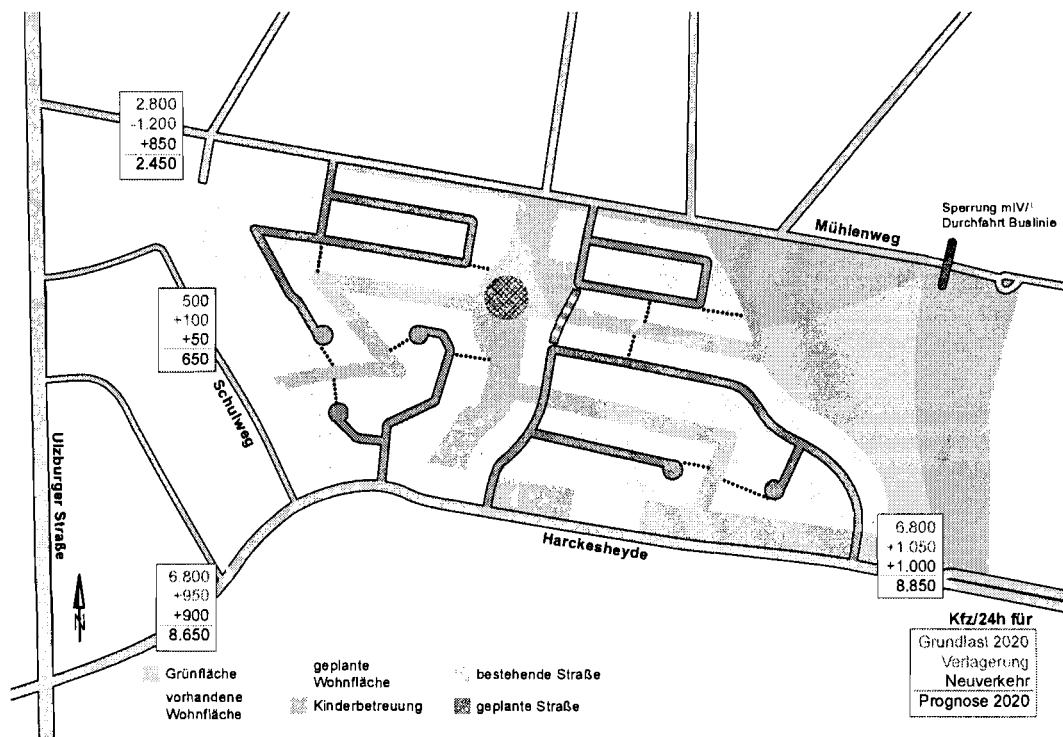 2.800
-1.200
+850
2.450
Sperrung mIV/
Durchfahrt Buslinie
Mühlenweg
500
+100
+50
650
Schulweg
Ulzburger Straße
Harckesheyde
6.800
+1.050
+1.000
8.850
6.800
+950
+900
8.650
N
Kfz/24h für
Grundlast 2020
Verlagerung
Neuverkehr
Prognose 2020
Grünfläche
geplante
Wohnfläche
bestehende Straße
vorhandene
Wohnfläche
Kinderbetreuung
geplante Straße